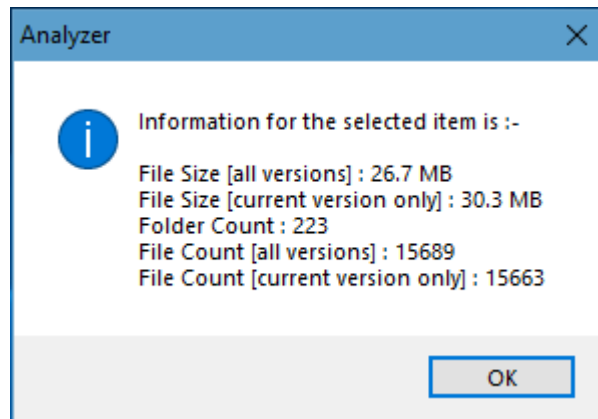 Analyzer
Information for the selected item is :-
File Size [all versions] : 26.7 MB
File Size [current version only] : 30.3 MB
Folder Count : 223
File Count [all versions] : 15689
File Count [current version only] : 15663
OK